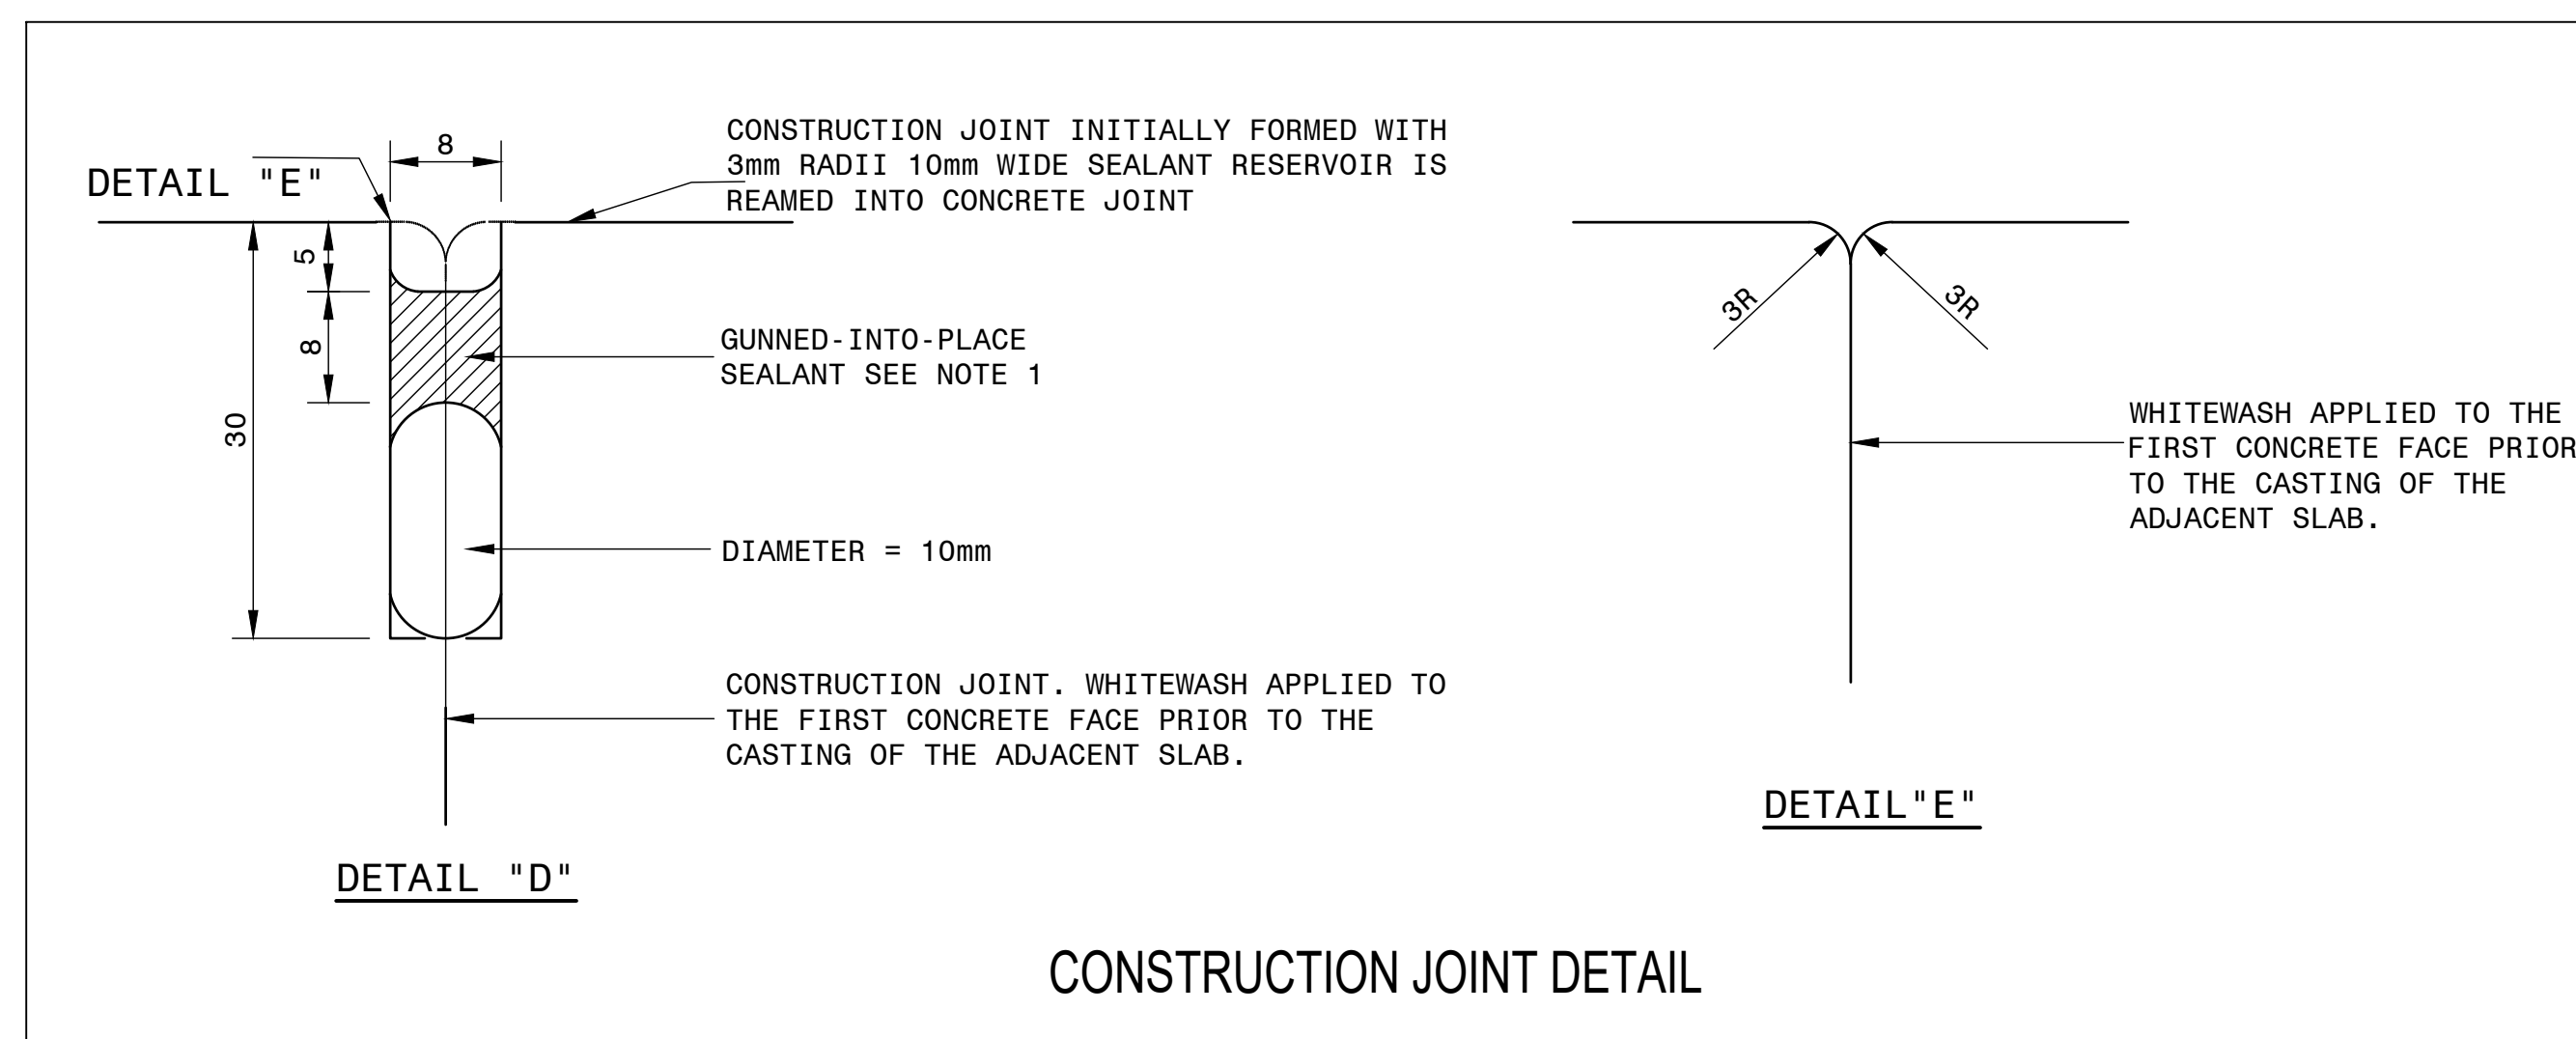 CONSTRUCTION JOINT INITIALLY FORMED WITH
3mm RADII 10mm WIDE SEALANT RESERVOIR IS
REAMED INTO CONCRETE JOINT
8
DETAIL "E"
5
8
30
GUNNED-INTO-PLACE
SEALANT SEE NOTE 1
DIAMETER = 10mm
CONSTRUCTION JOINT. WHITEWASH APPLIED TO
THE FIRST CONCRETE FACE PRIOR TO THE
CASTING OF THE ADJACENT SLAB.
DETAIL "D"
3R
3R
WHITEWASH APPLIED TO THE
FIRST CONCRETE FACE PRIOR
TO THE CASTING OF THE
ADJACENT SLAB.
DETAIL"E"
CONSTRUCTION JOINT DETAIL